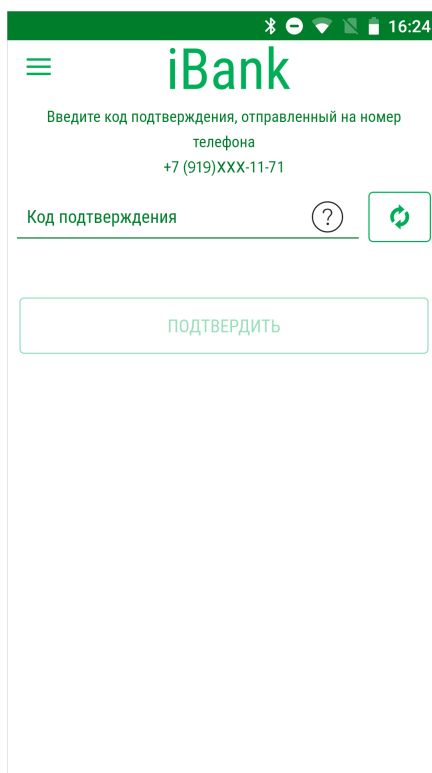 16:24
iBank
Введите код подтверждения, отправленный на номер
телефона
+7 (919)XXX-11-71
Код подтверждения ?
ПОДТВЕРДИТЬ